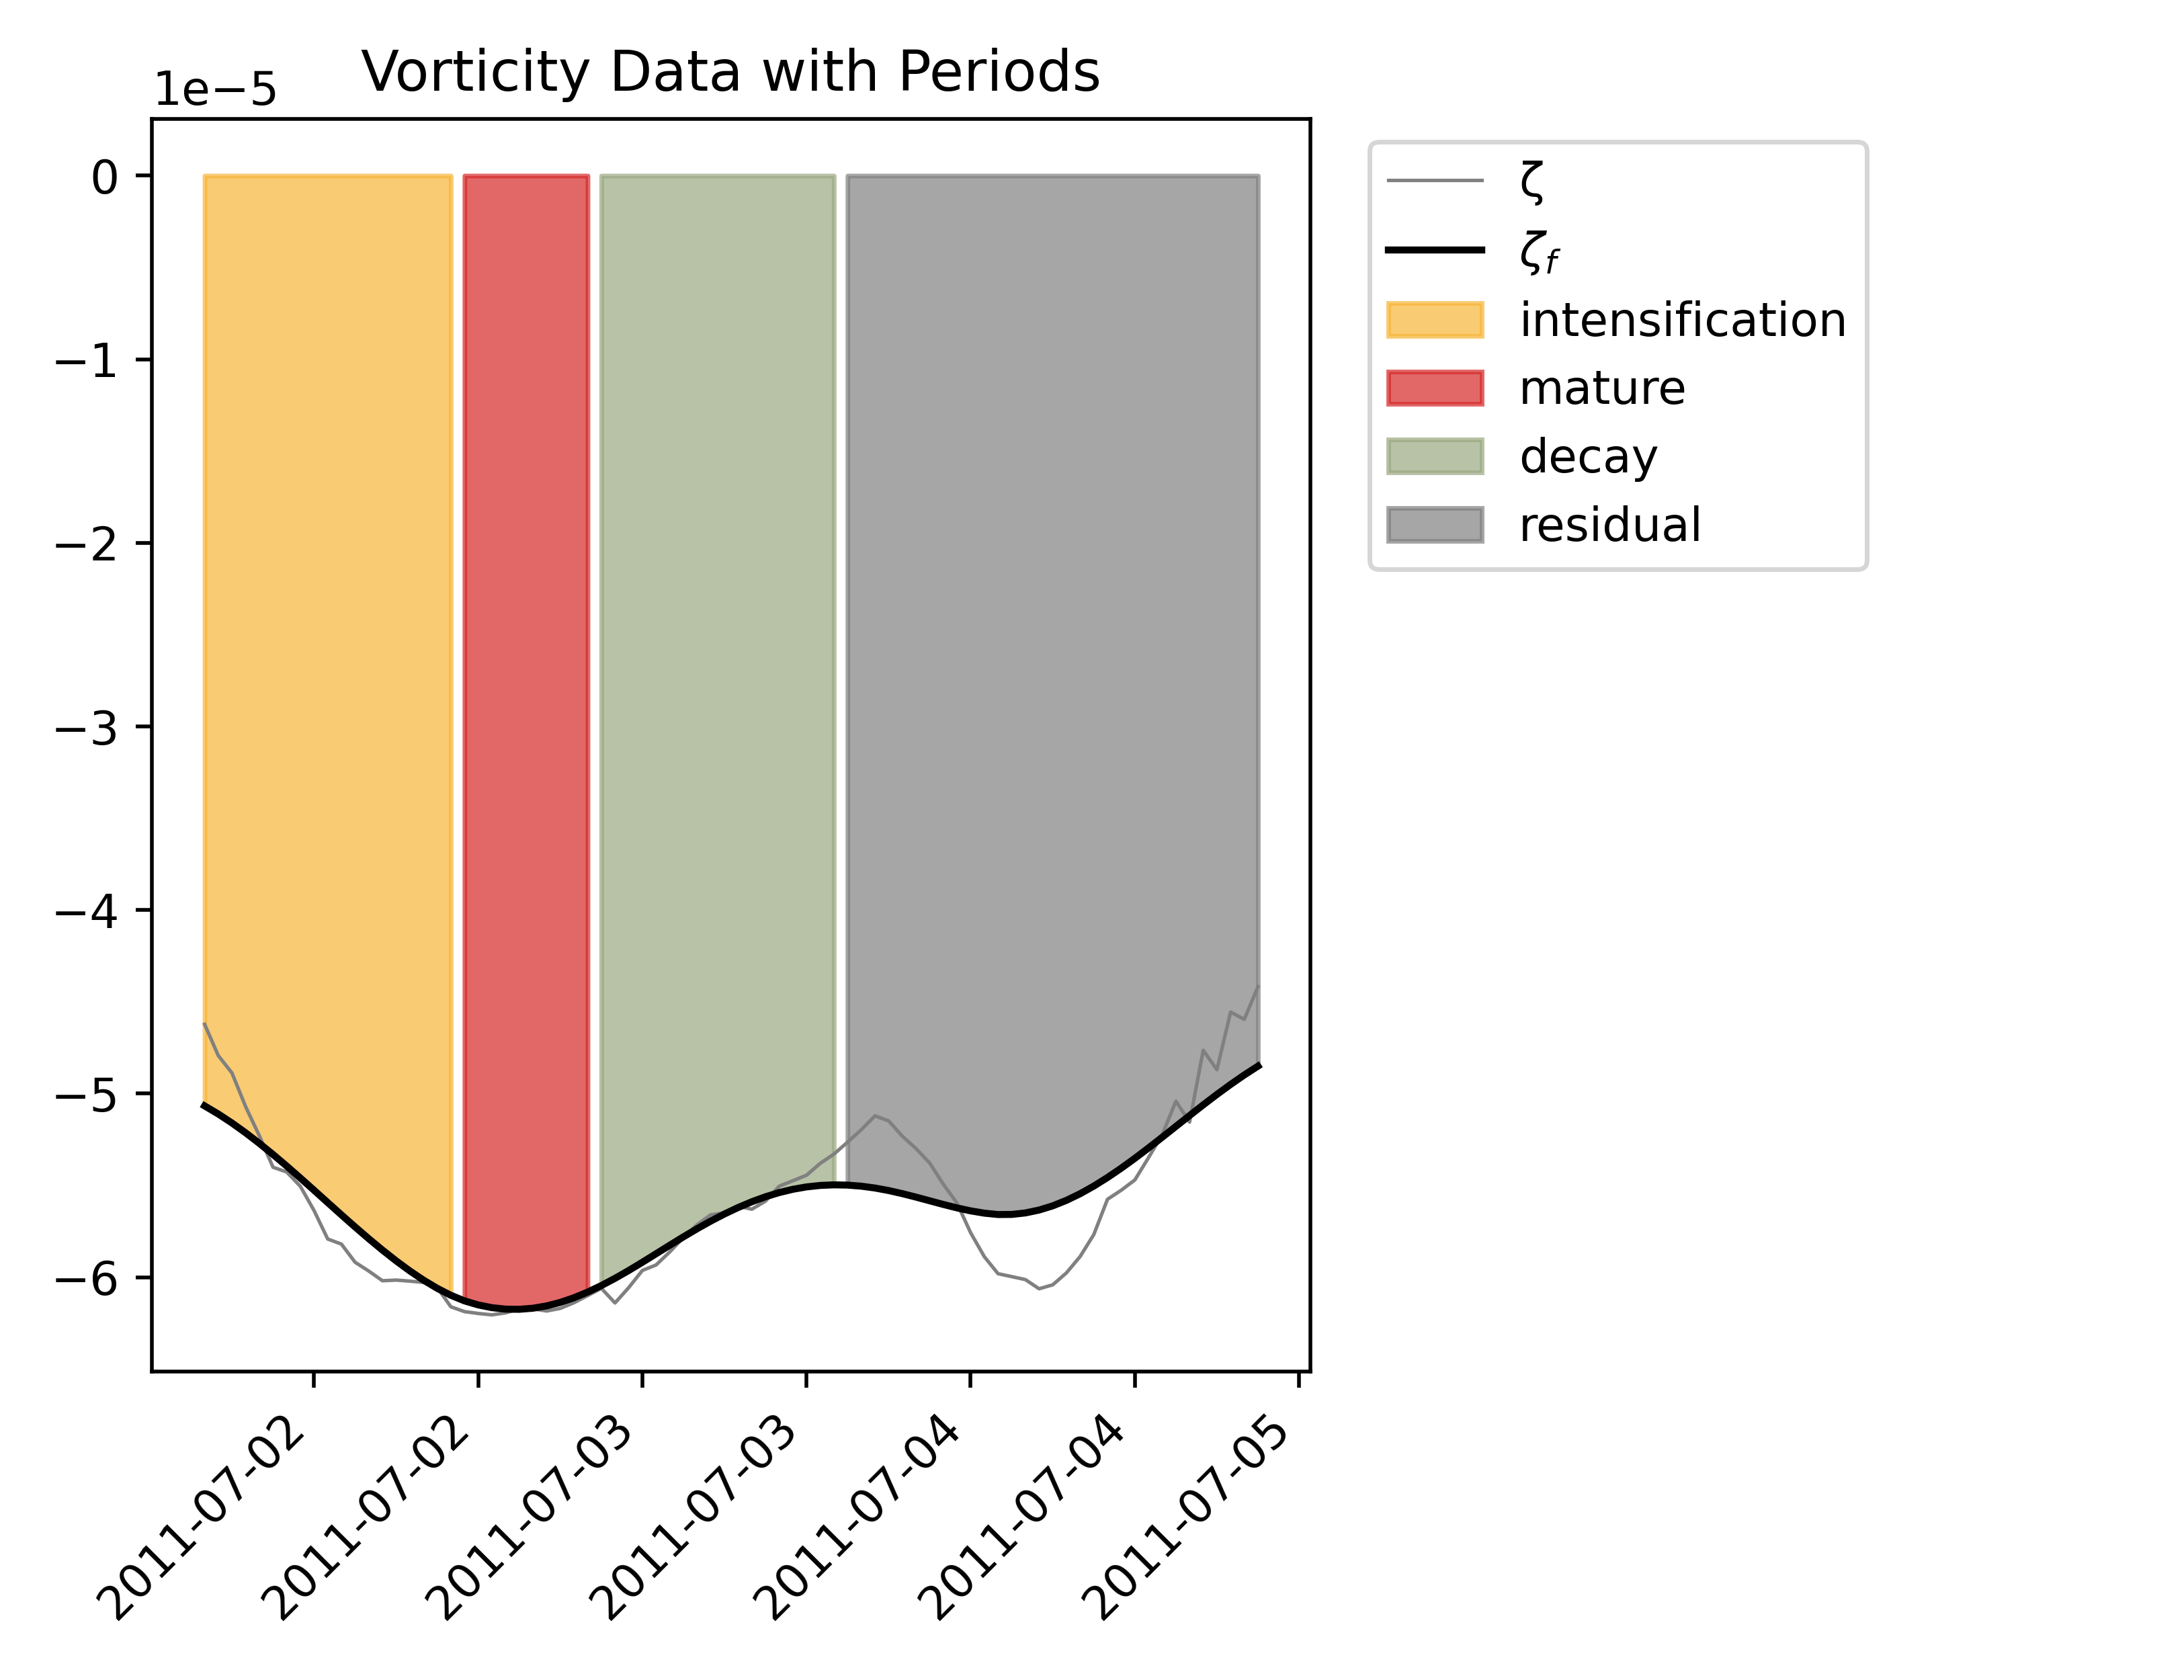 Vorticity Data with Periods
1e−5
0
−1
−2
−3
−4
−5
−6
2011-07-02
2011-07-02
2011-07-03
2011-07-03
2011-07-04
2011-07-04
2011-07-05
ζ
ζf
intensification
mature
decay
residual